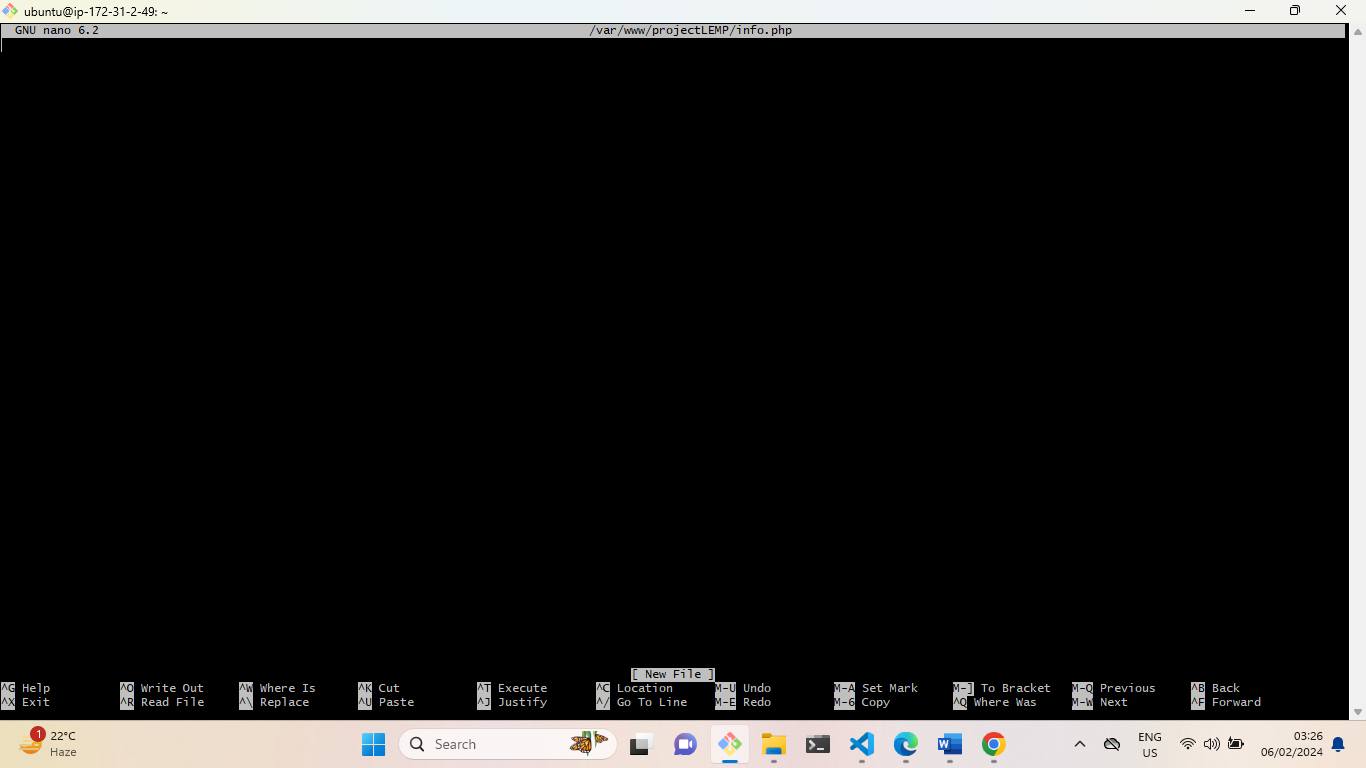 ubuntu@ip-172-31-2-49: ~
GNU nano 6.2 /var/www/projectLEMP/info.php
[ New File ]
^G Help ^O Write Out ^W Where Is ^K Cut ^T Execute ^C Location M-U Undo M-A Set Mark M-] To Bracket M-Q Previous ^B Back
^X Exit ^R Read File ^\ Replace ^U Paste ^J Justify ^/ Go To Line M-E Redo M-6 Copy ^Q Where Was M-W Next ^F Forward
1
22°C
Haze
Search
ENG
US
03:26
06/02/2024